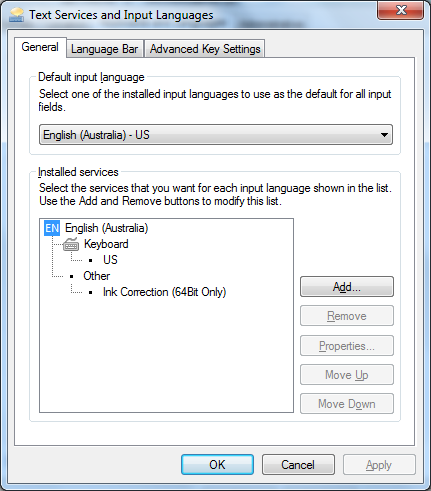 Text Services and Input Languages
General
Language Bar
Advanced Key Settings
Default input language
Select one of the installed input languages to use as the default for all input
fields.
English (Australia) - US
Installed services
Select the services that you want for each input language shown in the list.
Use the Add and Remove buttons to modify this list.
EN English (Australia)
Keyboard
US
Other
Ink Correction (64Bit Only)
Add...
Remove
Properties...
Move Up
Move Down
OK
Cancel
Apply